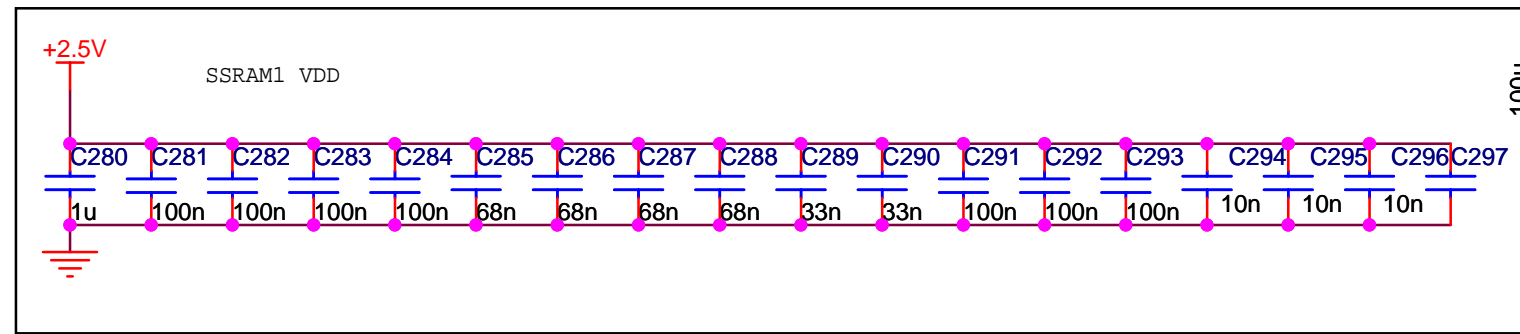 +2.5V
SSRAM1 VDD
100u
C280 C281 C282 C283 C284 C285 C286 C287 C288 C289 C290 C291 C292 C293 C294 C295 C296 C297
1u 100n 100n 100n 100n 68n 68n 68n 68n 33n 33n 100n 100n 100n 10n 10n 10n